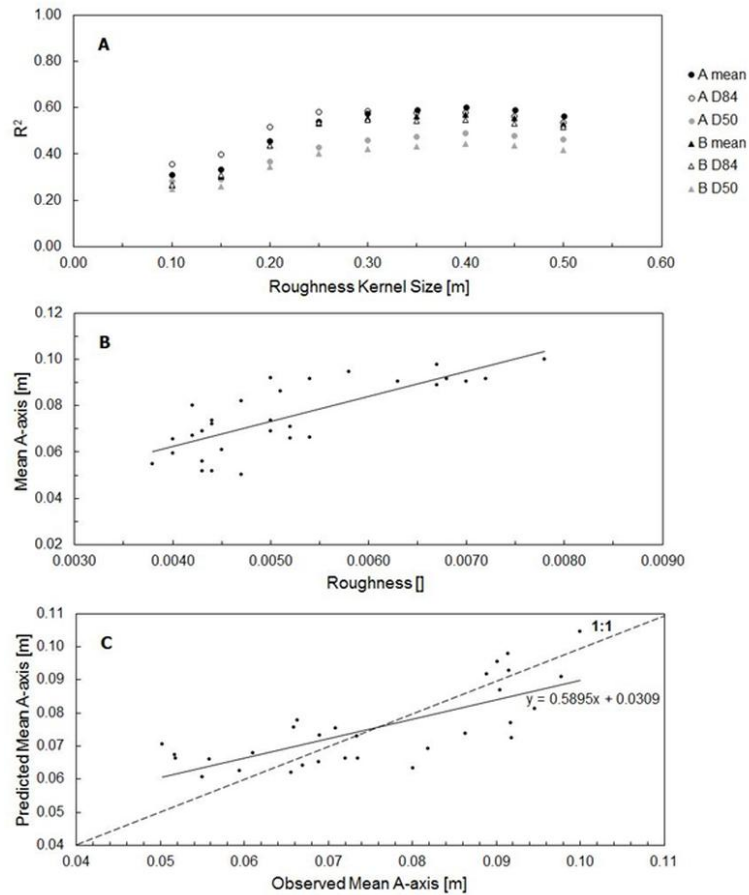 A
R²
1.00
0.80
0.60
0.40
0.20
0.00
0.00 0.10 0.20 0.30 0.40 0.50 0.60
Roughness Kernel Size [m]
A mean
A D84
A D50
B mean
B D84
B D50
B
Mean A-axis [m]
0.12
0.10
0.08
0.06
0.04
0.02
0.0030 0.0040 0.0050 0.0060 0.0070 0.0080 0.0090
Roughness []
C
Predicted Mean A-axis [m]
0.11
0.10
0.09
0.08
0.07
0.06
0.05
0.04
1:1
y = 0.5895x + 0.0309
0.04 0.05 0.06 0.07 0.08 0.09 0.10 0.11
Observed Mean A-axis [m]